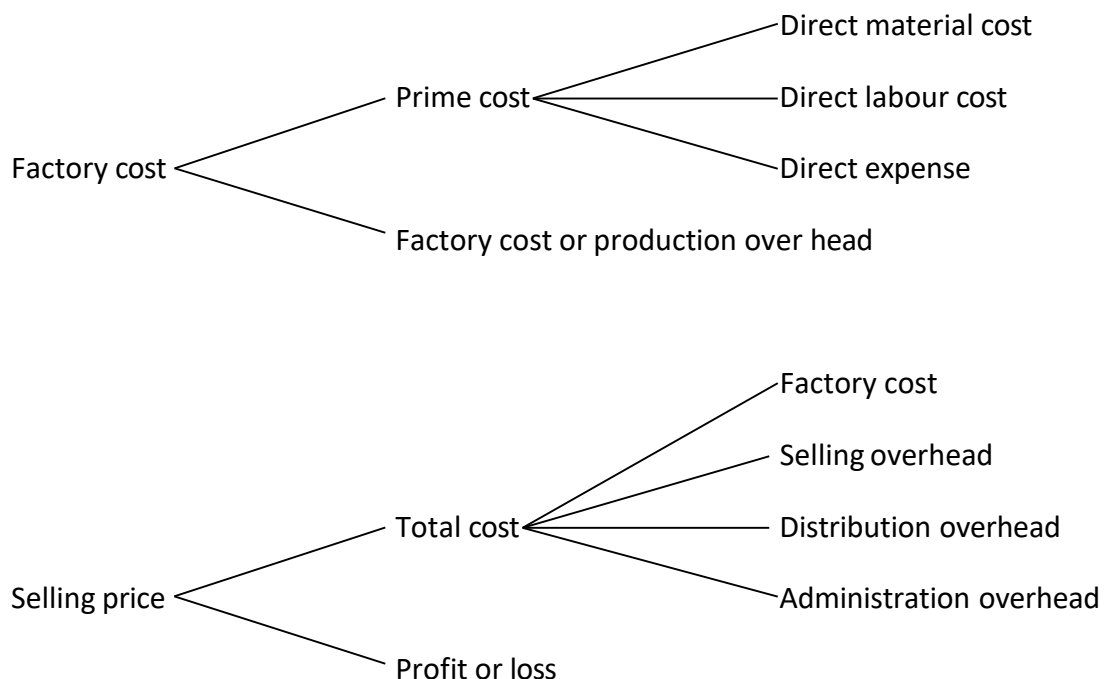 Direct material cost
Prime cost
Direct labour cost
Factory cost
Direct expense
Factory cost or production over head
Factory cost
Selling overhead
Total cost
Distribution overhead
Selling price
Administration overhead
Profit or loss